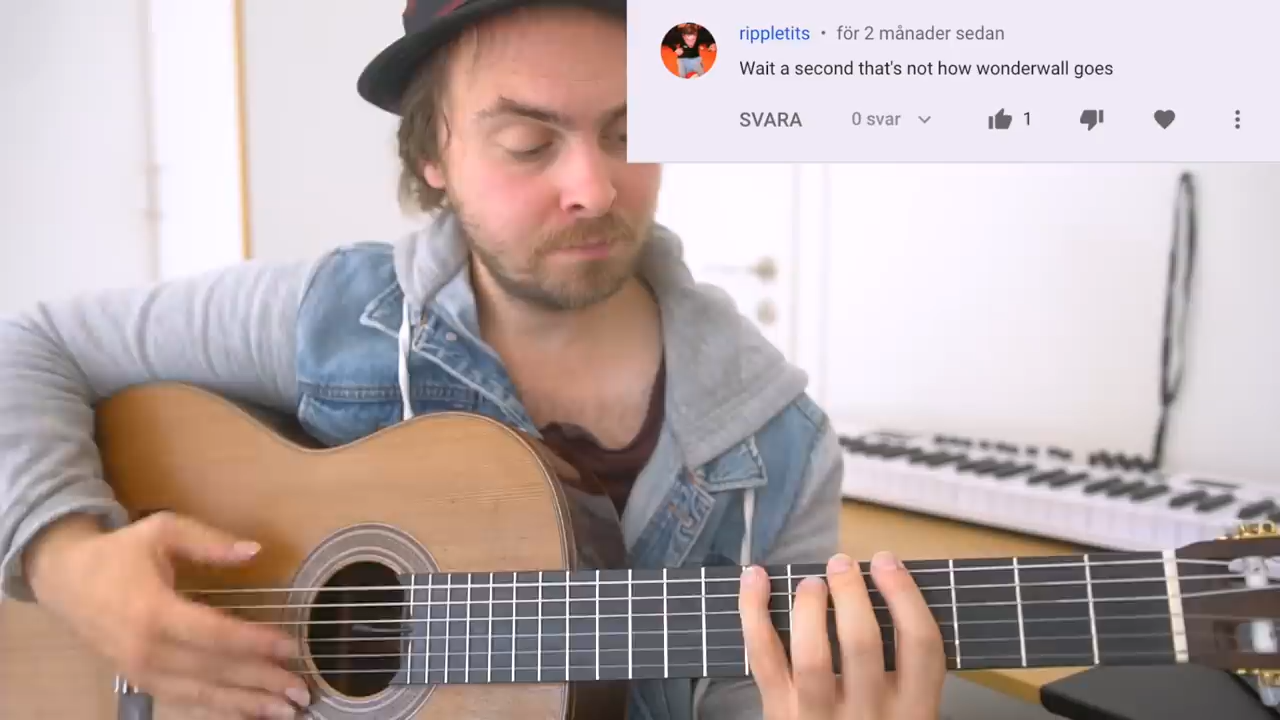 rippletits • för 2 månader sedan
Wait a second that's not how wonderwall goes
SVARA 0 svar 1